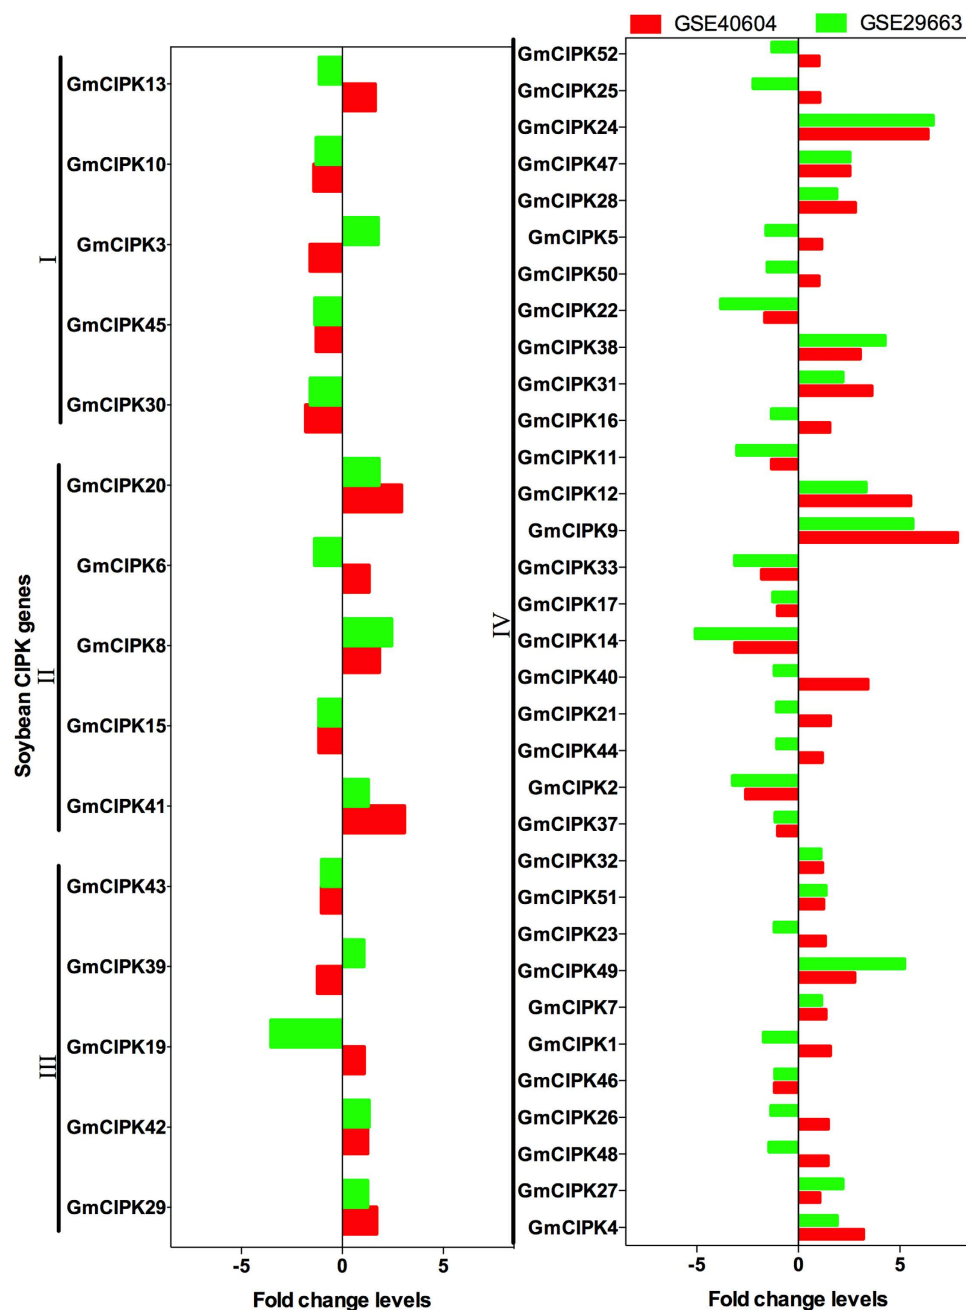 GSE40604 GSE29663
Soybean CIPK genes
I
GmCIPK13
GmCIPK10
GmCIPK3
GmCIPK45
GmCIPK30
II
GmCIPK20
GmCIPK6
GmCIPK8
GmCIPK15
GmCIPK41
III
GmCIPK43
GmCIPK39
GmCIPK19
GmCIPK42
GmCIPK29
-5 0 5
Fold change levels
IV
GmCIPK52
GmCIPK25
GmCIPK24
GmCIPK47
GmCIPK28
GmCIPK5
GmCIPK50
GmCIPK22
GmCIPK38
GmCIPK31
GmCIPK16
GmCIPK11
GmCIPK12
GmCIPK9
GmCIPK33
GmCIPK17
GmCIPK14
GmCIPK40
GmCIPK21
GmCIPK44
GmCIPK2
GmCIPK37
GmCIPK32
GmCIPK51
GmCIPK23
GmCIPK49
GmCIPK7
GmCIPK1
GmCIPK46
GmCIPK26
GmCIPK48
GmCIPK27
GmCIPK4
-5 0 5
Fold change levels